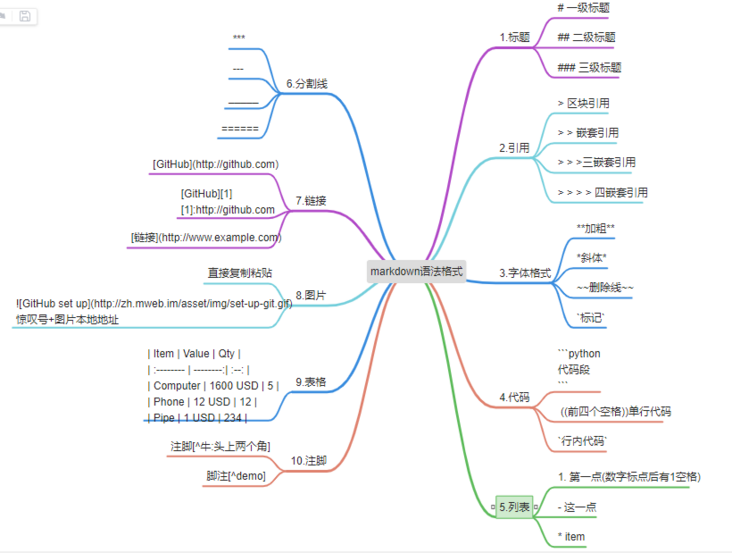 markdown语法格式
1.标题
# 一级标题
## 二级标题
### 三级标题
2.引用
> 区块引用
> > 嵌套引用
> > >三嵌套引用
> > > > 四嵌套引用
3.字体格式
**加粗**
*斜体*
~~删除线~~
`标记`
4.代码
```python
代码段
```
((前四个空格))单行代码
`行内代码`
5.列表
1. 第一点(数字标点后有1空格)
- 这一点
* item
6.分割线
***
---
______
======
7.链接
[GitHub](http://github.com)
[GitHub][1]
[1]:http://github.com
[链接](http://www.example.com)
8.图片
直接复制粘贴
![GitHub set up](http://zh.mweb.im/asset/img/set-up-git.gif)
惊叹号+图片本地地址
9.表格
| Item | Value | Qty |
| :-------- | --------:| :--: |
| Computer | 1600 USD | 5 |
| Phone | 12 USD | 12 |
| Pipe | 1 USD | 234 |
10.注脚
注脚[^牛:头上两个角]
脚注[^demo]